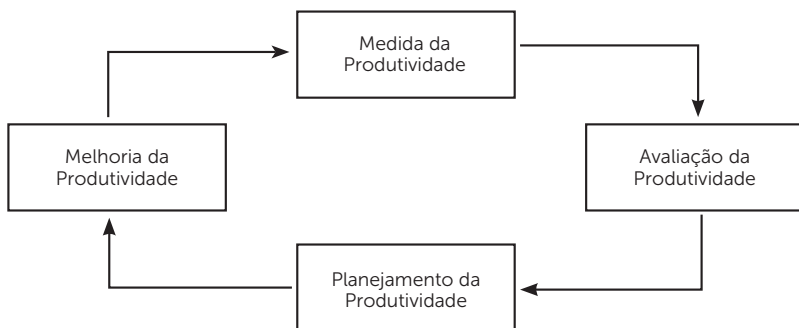 Medida da
Produtividade
Melhoria da
Produtividade
Avaliação da
Produtividade
Planejamento da
Produtividade